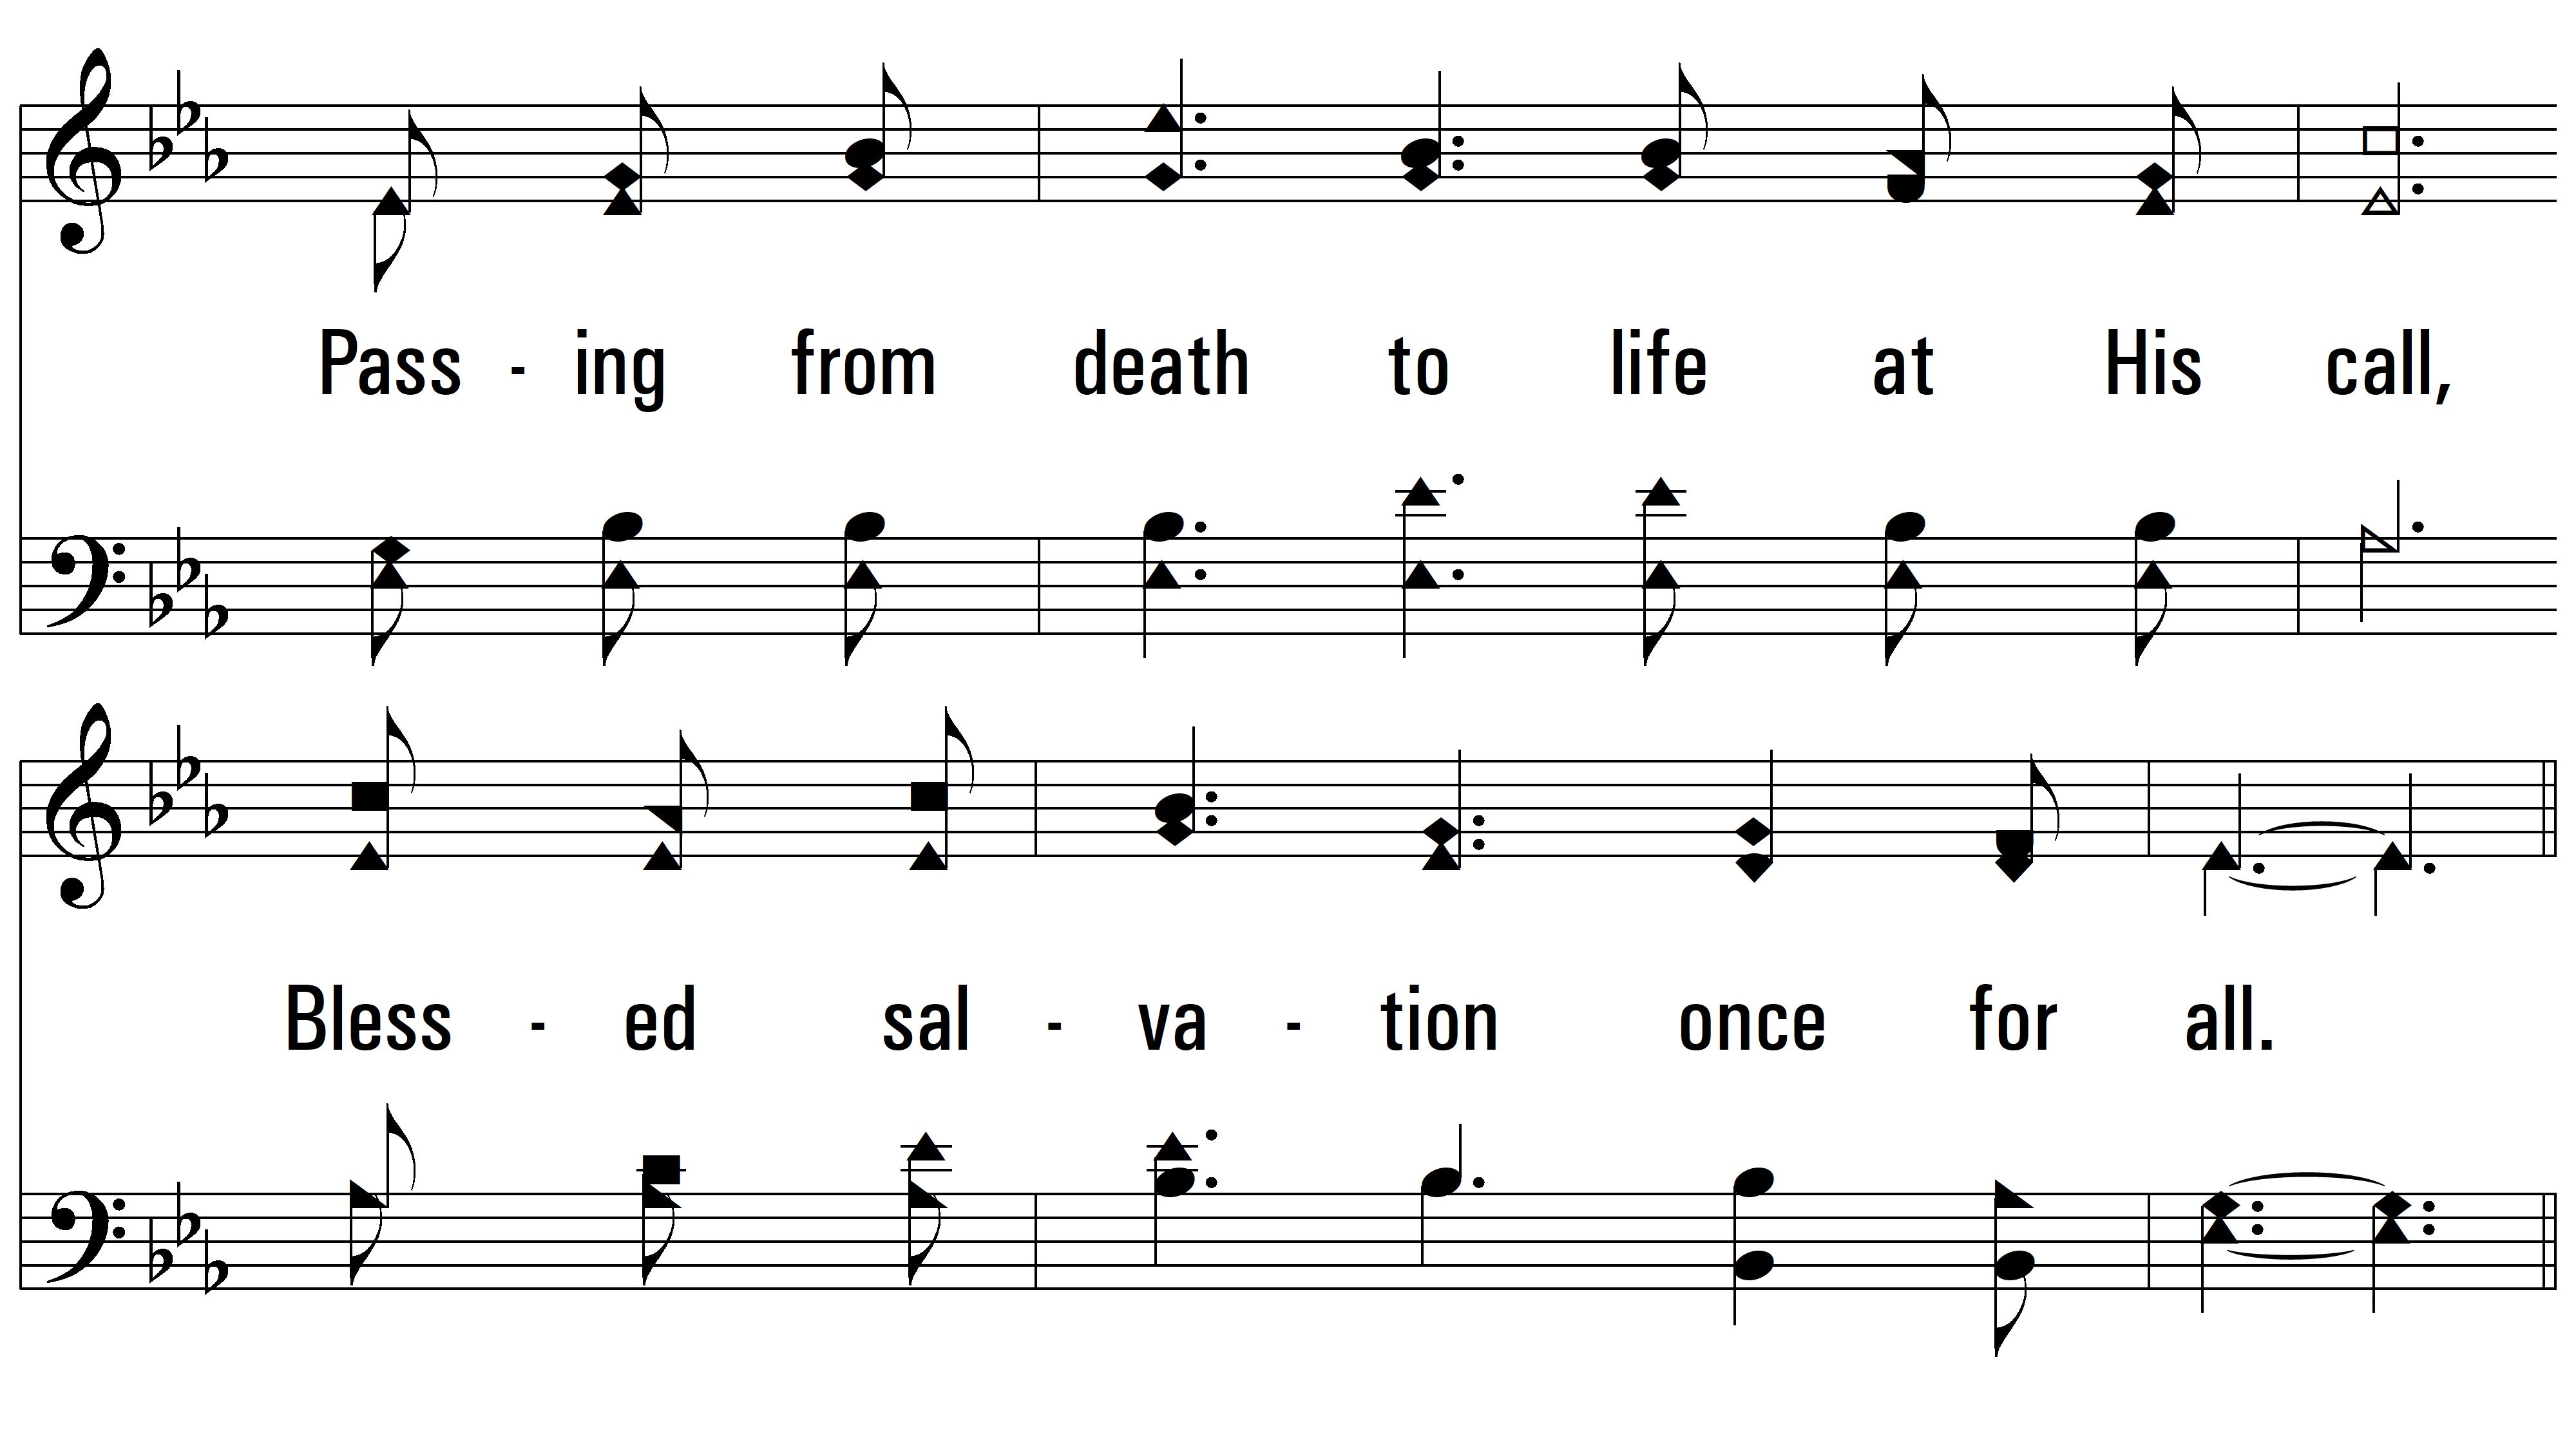 Pass - ing from death to life at His call,
Bless - ed sal - va - tion once for all.